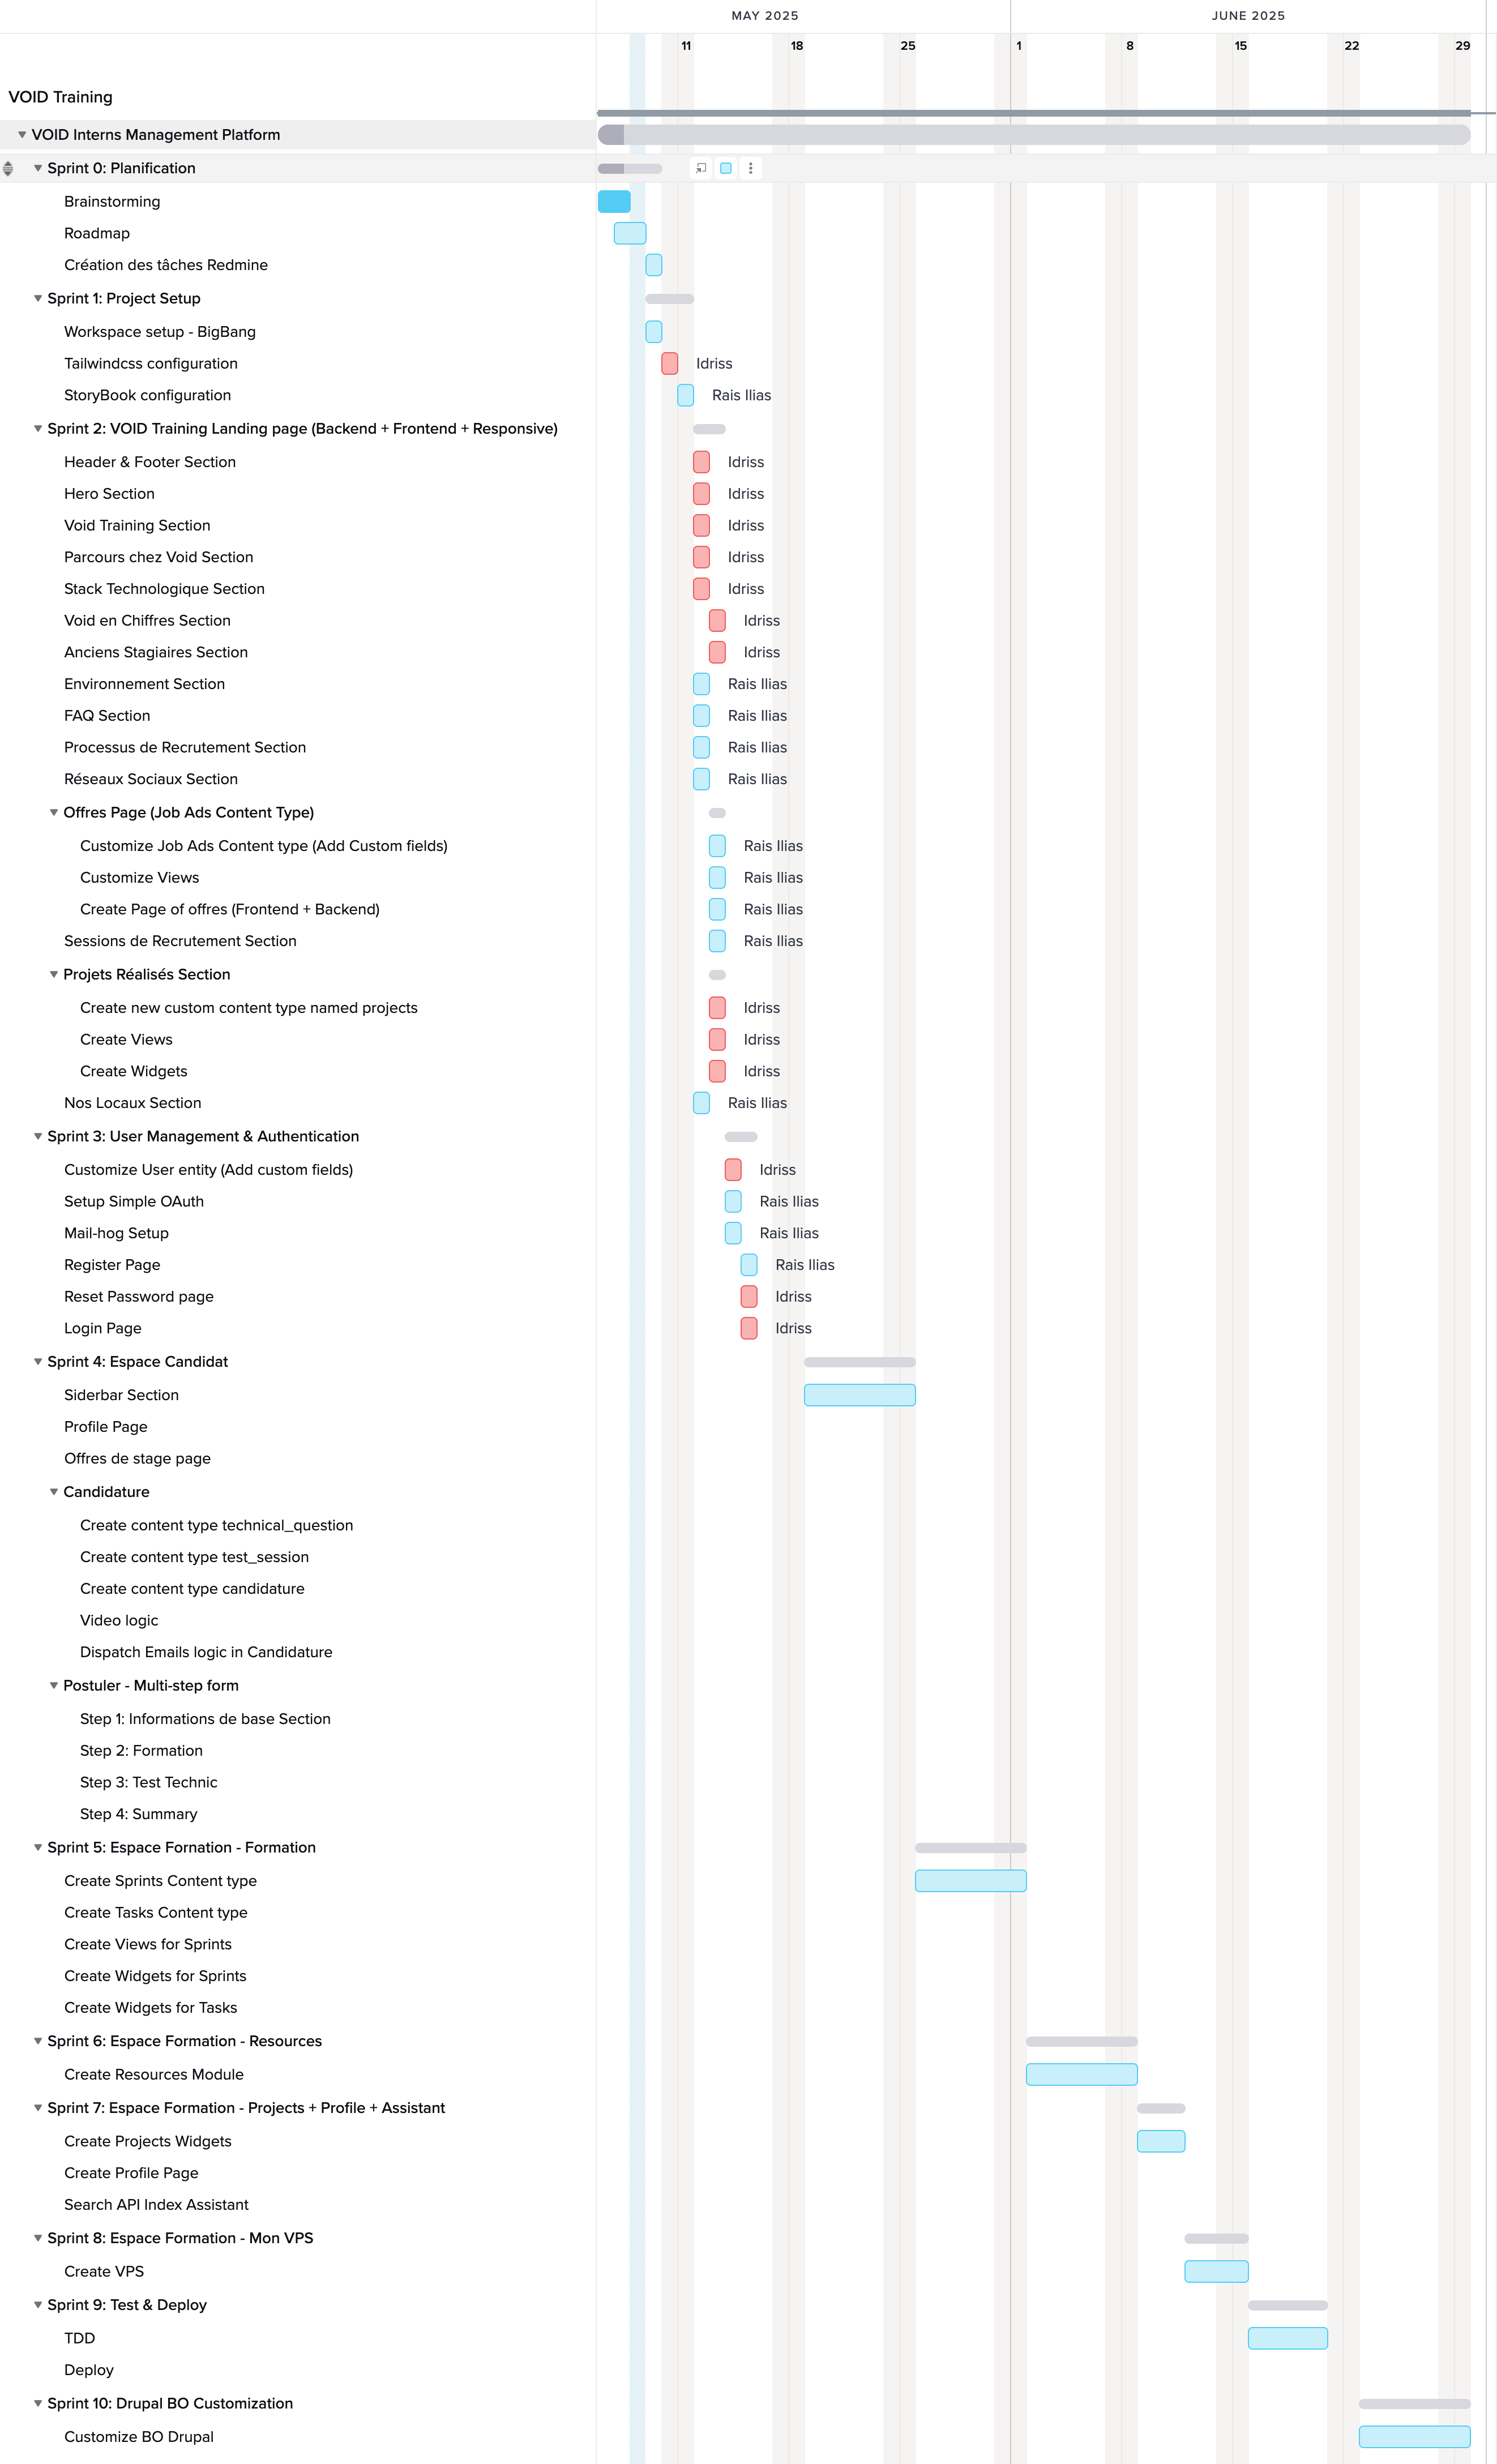 MAY 2025 JUNE 2025
11 18 25 1 8 15 22 29
VOID Training
VOID Interns Management Platform
Sprint 0: Planification
Brainstorming
Roadmap
Création des tâches Redmine
Sprint 1: Project Setup
Workspace setup - BigBang
Tailwindcss configuration Idriss
StoryBook configuration Rais Ilias
Sprint 2: VOID Training Landing page (Backend + Frontend + Responsive)
Header & Footer Section Idriss
Hero Section Idriss
Void Training Section Idriss
Parcours chez Void Section Idriss
Stack Technologique Section Idriss
Void en Chiffres Section Idriss
Anciens Stagiaires Section Idriss
Environnement Section Rais Ilias
FAQ Section Rais Ilias
Processus de Recrutement Section Rais Ilias
Réseaux Sociaux Section Rais Ilias
Offres Page (Job Ads Content Type)
Customize Job Ads Content type (Add Custom fields) Rais Ilias
Customize Views Rais Ilias
Create Page of offres (Frontend + Backend) Rais Ilias
Sessions de Recrutement Section Rais Ilias
Projets Réalisés Section
Create new custom content type named projects Idriss
Create Views Idriss
Create Widgets Idriss
Nos Locaux Section Rais Ilias
Sprint 3: User Management & Authentication
Customize User entity (Add custom fields) Idriss
Setup Simple OAuth Rais Ilias
Mail-hog Setup Rais Ilias
Register Page Rais Ilias
Reset Password page Idriss
Login Page Idriss
Sprint 4: Espace Candidat
Siderbar Section
Profile Page
Offres de stage page
Candidature
Create content type technical_question
Create content type test_session
Create content type candidature
Video logic
Dispatch Emails logic in Candidature
Postuler - Multi-step form
Step 1: Informations de base Section
Step 2: Formation
Step 3: Test Technic
Step 4: Summary
Sprint 5: Espace Fornation - Formation
Create Sprints Content type
Create Tasks Content type
Create Views for Sprints
Create Widgets for Sprints
Create Widgets for Tasks
Sprint 6: Espace Formation - Resources
Create Resources Module
Sprint 7: Espace Formation - Projects + Profile + Assistant
Create Projects Widgets
Create Profile Page
Search API Index Assistant
Sprint 8: Espace Formation - Mon VPS
Create VPS
Sprint 9: Test & Deploy
TDD
Deploy
Sprint 10: Drupal BO Customization
Customize BO Drupal